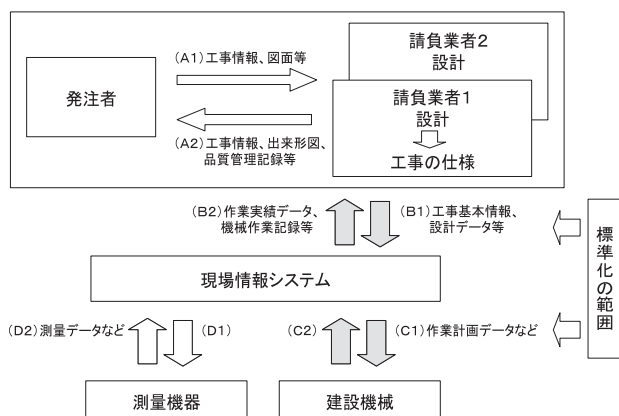 発注者
(A1)工事情報、図面等
(A2)工事情報、出来形図、
品質管理記録等
請負業者2
設計
請負業者1
設計
工事の仕様
(B2)作業実績データ、
機械作業記録等
(B1)工事基本情報、
設計データ等
標準化の範囲
現場情報システム
(D2)測量データなど
(D1)
(C2)
(C1)作業計画データなど
測量機器
建設機械